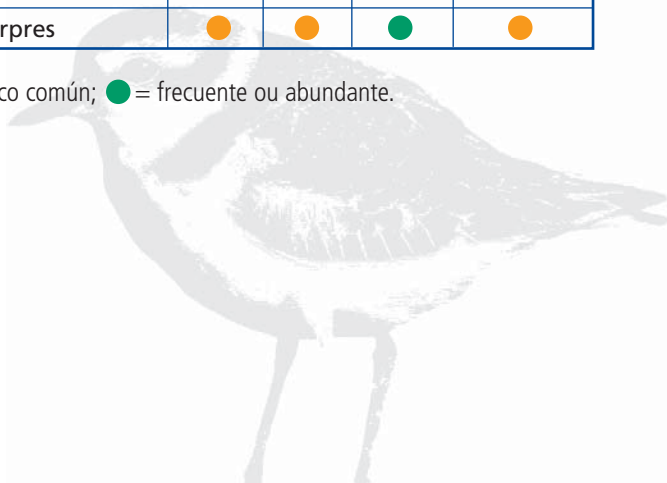 rpres
co común; = frecuente ou abundante.